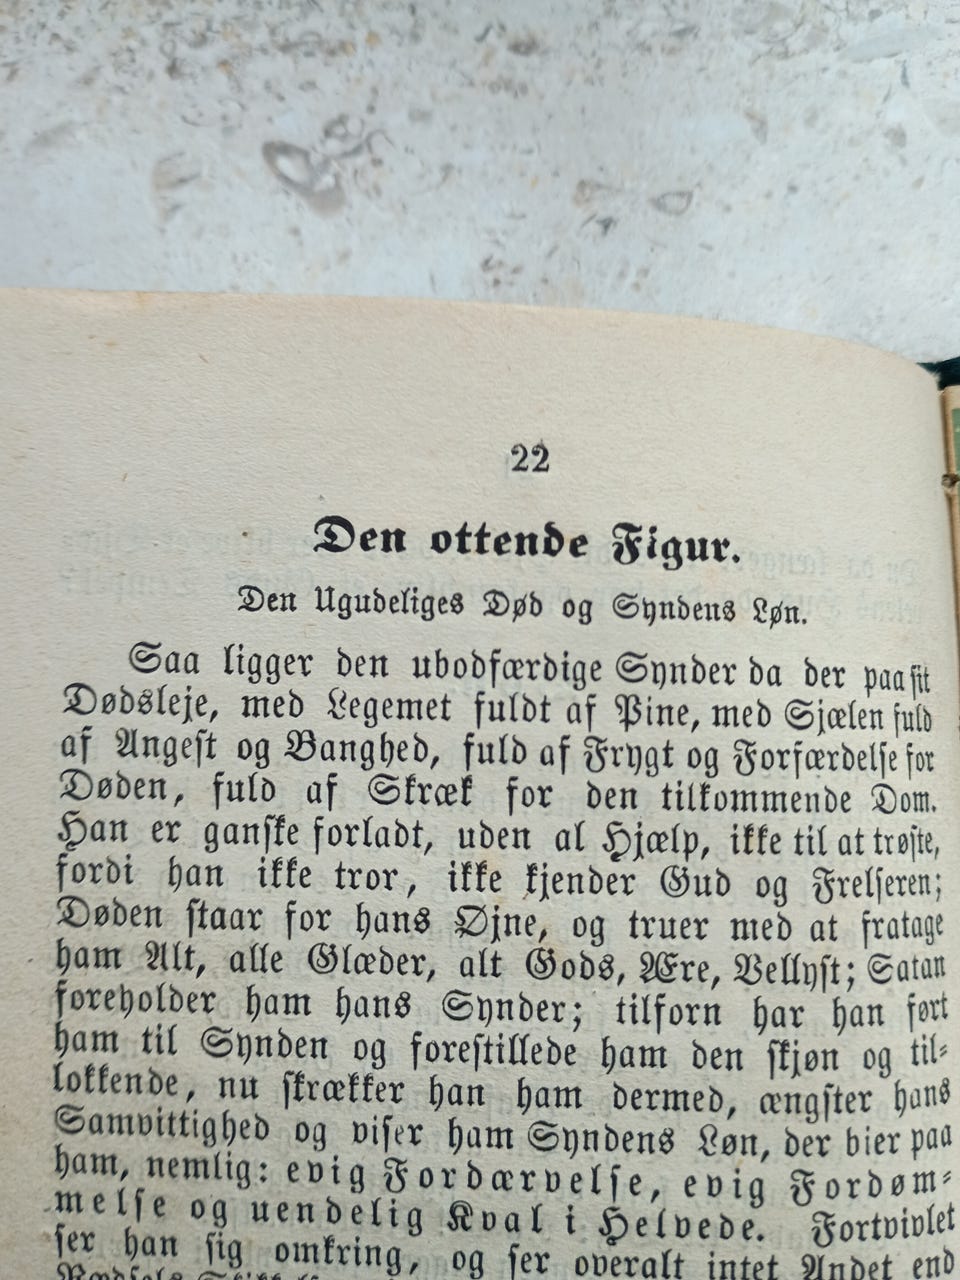 22
Den ottende Figur.
Den Ugudeliges Død og Syndens Løn.
Saa ligger den ubodfærdige Synder da der paa sit
Dødsleje, med Legemet fuldt af Pine, med Sjælen fuld
af Angest og Banghed, fuld af Frygt og Forfærdelse for
Døden, fuld af Skræk for den tilkommende Dom.
Han er ganske forladt, uden al Hjælp, ikke til at trøste,
fordi han ikke tror, ikke kjender Gud og Frelseren;
Døden staar for hans Øjne, og truer med at fratage
ham Alt, alle Glæder, alt Gods, Ære, Vellyst; Satan
foreholder ham hans Synder; tilforn har han ført
ham til Synden og forestillede ham den skjøn og til-
lokkende, nu skrækker han ham dermed, ængster hans
Samvittighed og viser ham Syndens Løn, der bier paa
ham, nemlig: evig Fordærvelse, evig Fordøm-
melse og uendelig Kval i Helvede. Fortvivlet
ser han sig omkring, og ser overalt intet Andet end